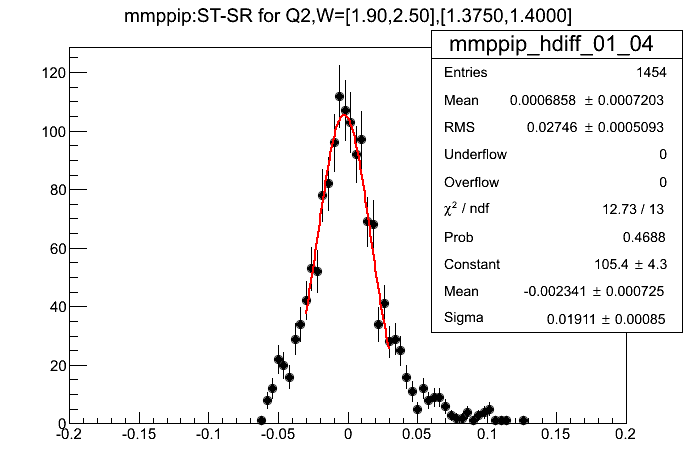 mmppip:ST-SR for Q2,W=[1.90,2.50],[1.3750,1.4000]
mmppip_hdiff_01_04
Entries 1454
Mean 0.0006858 ± 0.0007203
RMS 0.02746 ± 0.0005093
Underflow 0
Overflow 0
χ² / ndf 12.73 / 13
Prob 0.4688
Constant 105.4 ± 4.3
Mean -0.002341 ± 0.000725
Sigma 0.01911 ± 0.00085
120
100
80
60
40
20
0
-0.2 -0.15 -0.1 -0.05 0 0.05 0.1 0.15 0.2